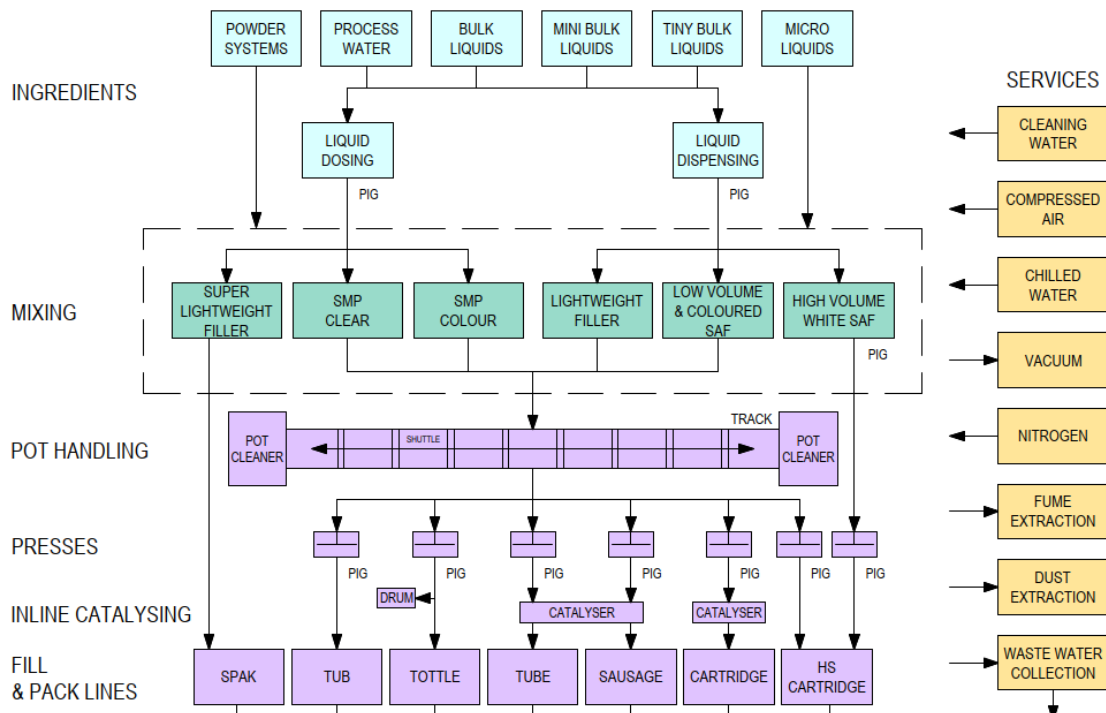 POWDER
SYSTEMS
PROCESS
WATER
BULK
LIQUIDS
MINI BULK
LIQUIDS
TINY BULK
LIQUIDS
MICRO
LIQUIDS
INGREDIENTS
SERVICES
CLEANING
WATER
LIQUID
DOSING
LIQUID
DISPENSING
PIG
PIG
COMPRESSED
AIR
CHILLED
WATER
MIXING
SUPER
LIGHTWEIGHT
FILLER
SMP
CLEAR
SMP
COLOUR
LIGHTWEIGHT
FILLER
LOW VOLUME
& COLOURED
SAF
HIGH VOLUME
WHITE SAF
PIG
VACUUM
POT HANDLING
POT
CLEANER
SHUTTLE
TRACK
POT
CLEANER
NITROGEN
FUME
EXTRACTION
PRESSES
PIG
PIG
PIG
PIG
PIG
PIG
PIG
DUST
EXTRACTION
INLINE CATALYSING
DRUM
CATALYSER
CATALYSER
FILL
& PACK LINES
SPAK
TUB
TOTTLE
TUBE
SAUSAGE
CARTRIDGE
HS
CARTRIDGE
WASTE WATER
COLLECTION